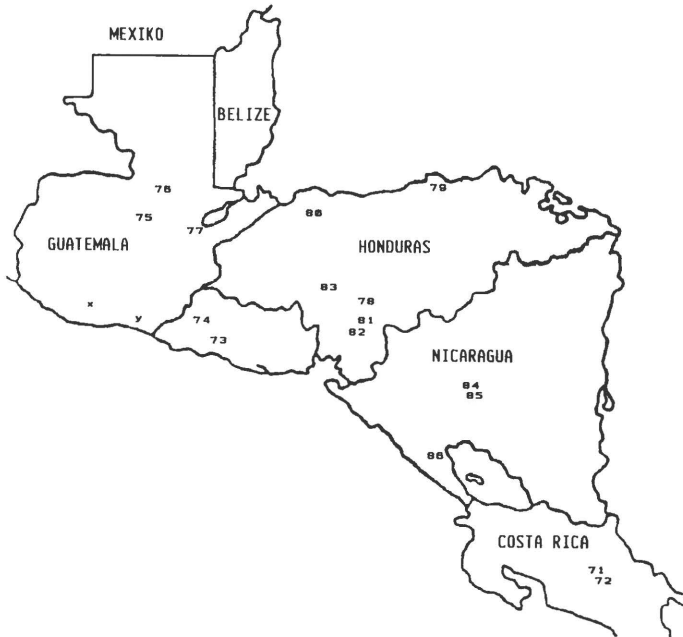 MEXIKO
BELIZE
76
79
75
80
77
GUATEMALA
HONDURAS
83
78
x
y
74
81
82
73
NICARAGUA
84
85
86
COSTA RICA
71
72